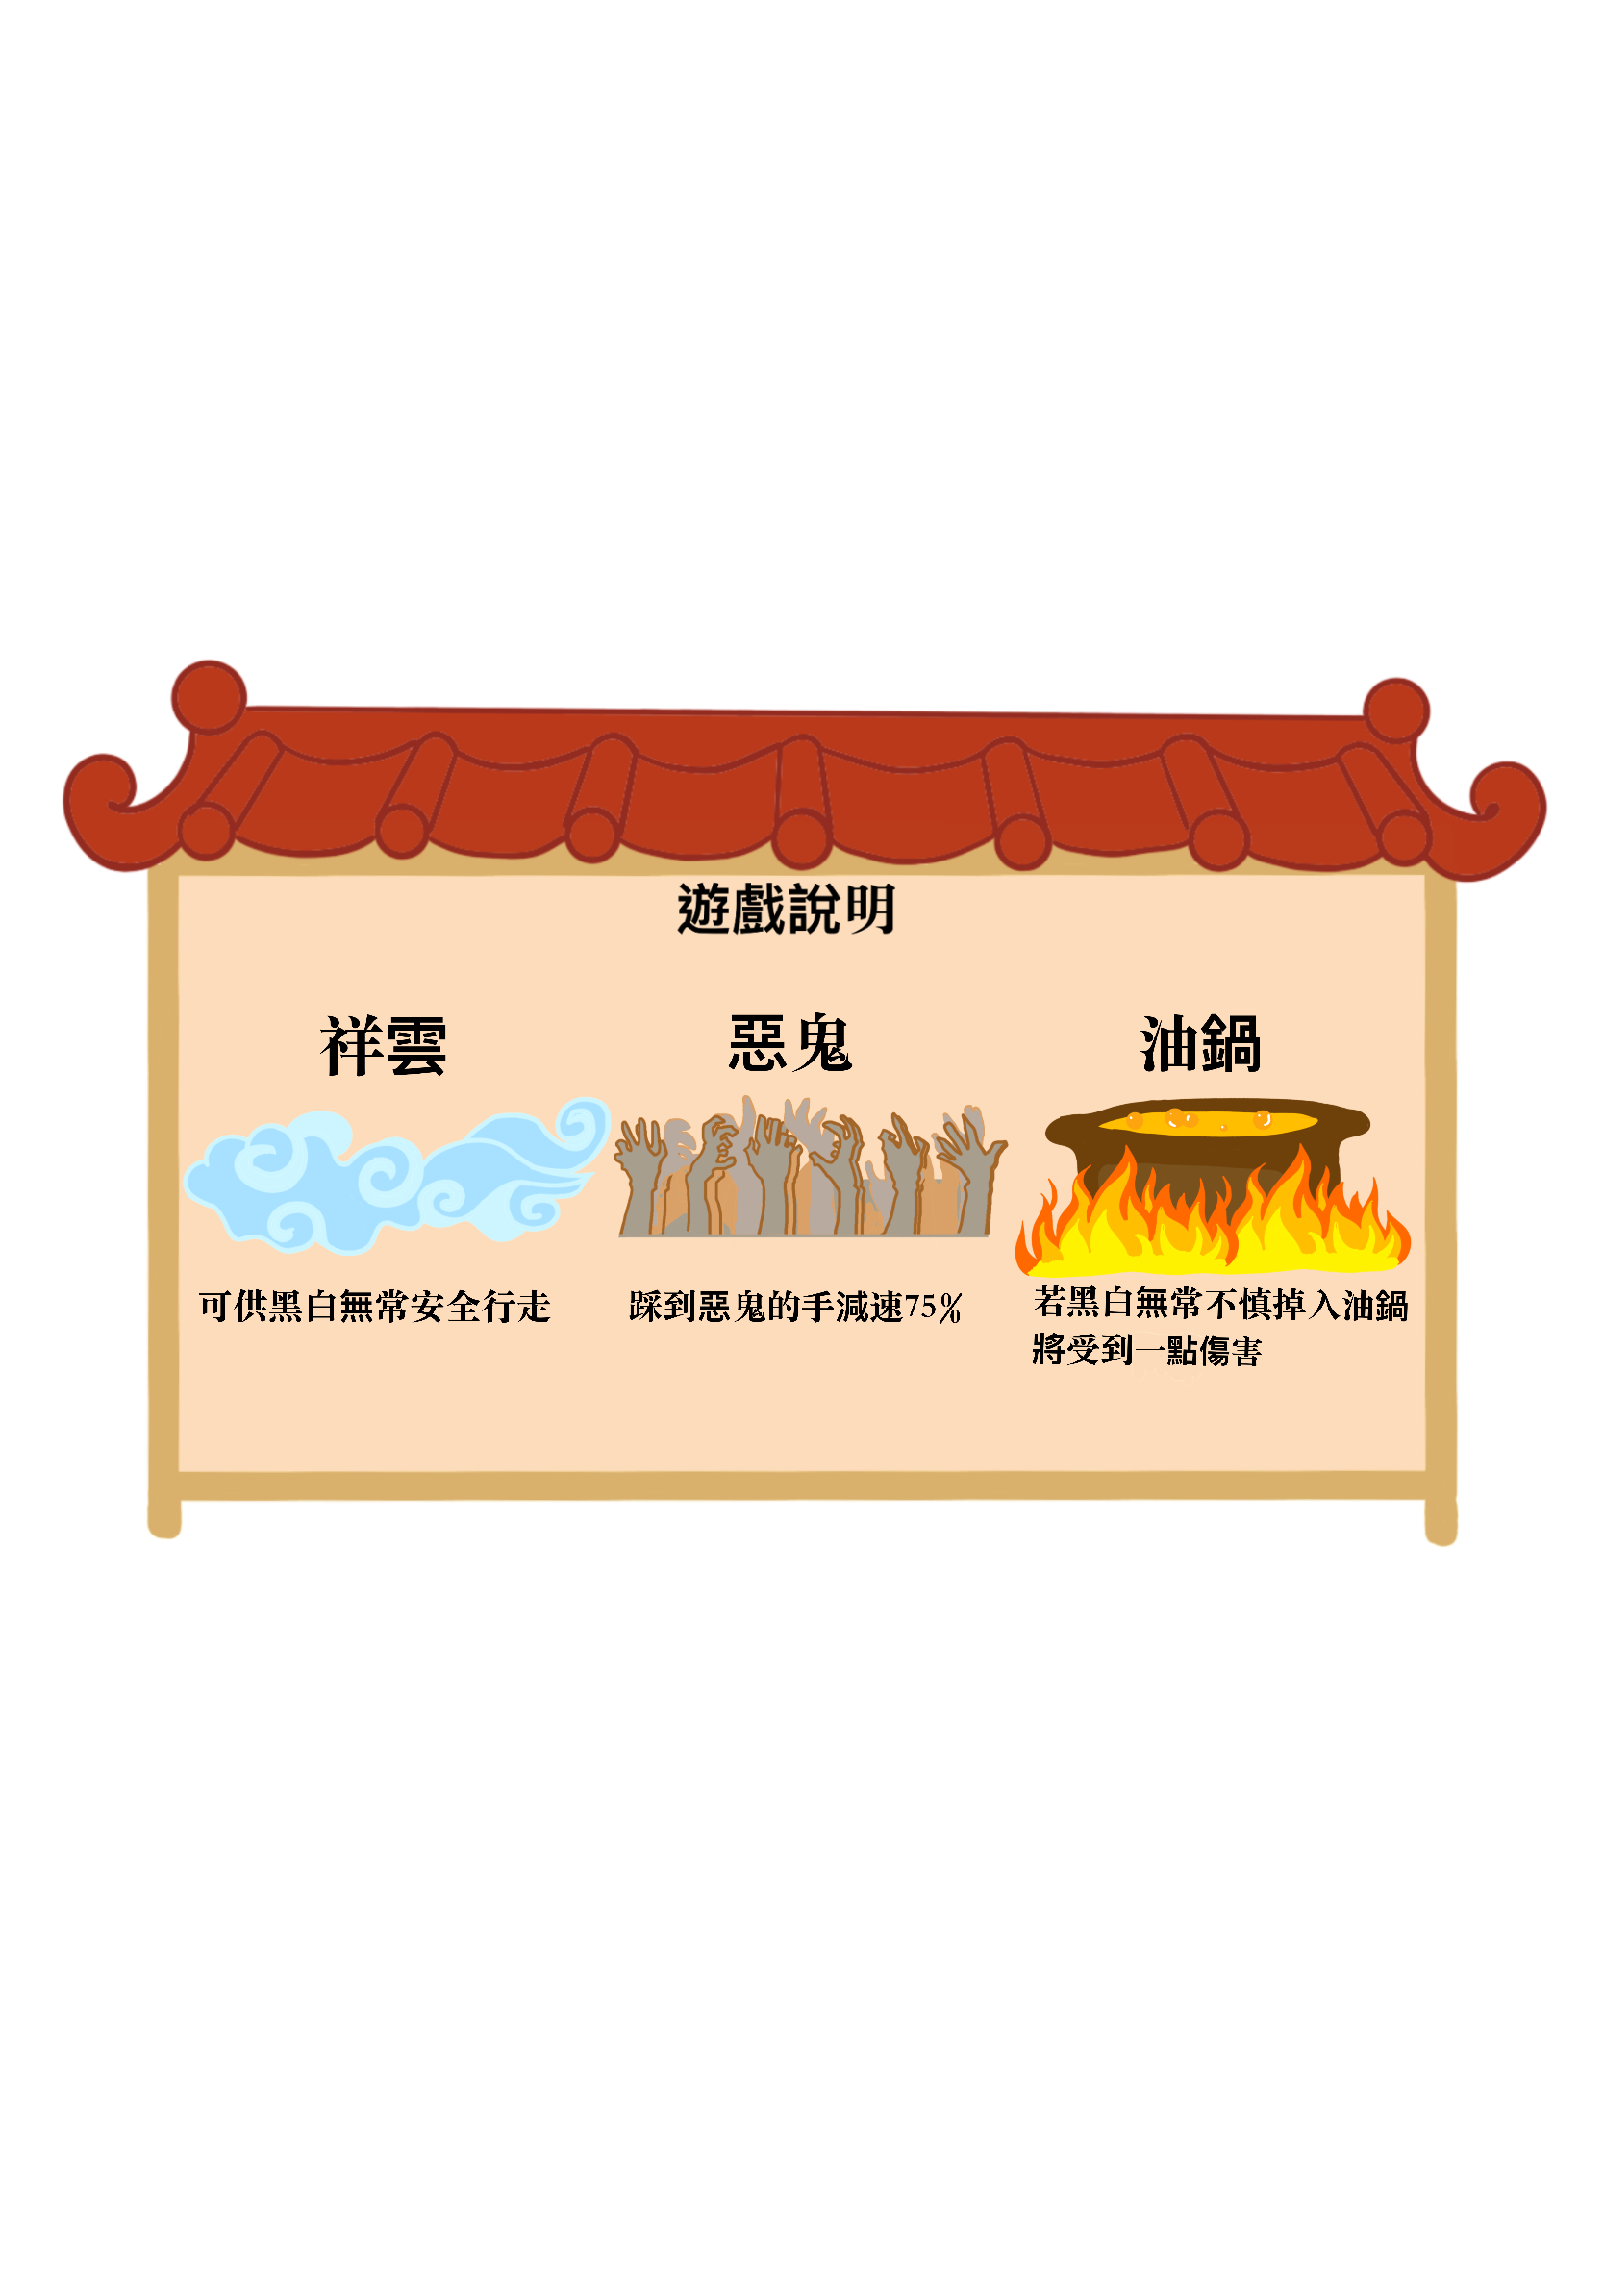 遊戲說明
祥雲
惡鬼
油鍋
可供黑白無常安全行走
踩到惡鬼的手減速75%
若黑白無常不慎掉入油鍋
將受到一點傷害